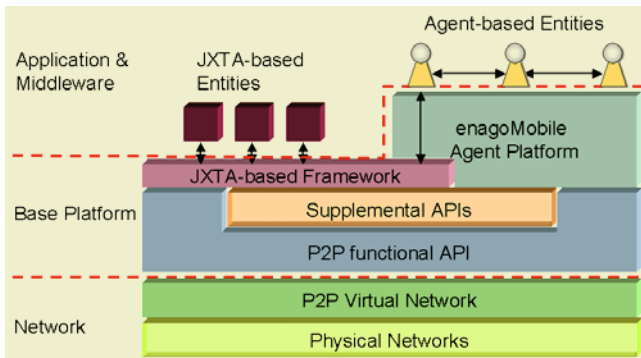 Agent-based Entities
Application &
Middleware
JXTA-based
Entities
enagoMobile
Agent Platform
JXTA-based Framework
Base Platform
Supplemental APIs
P2P functional API
P2P Virtual Network
Network
Physical Networks